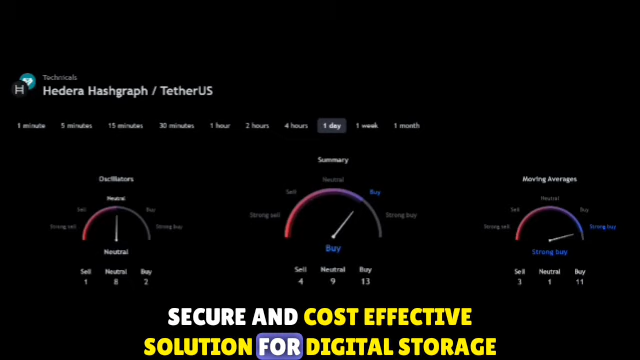 Technicals
Hedera Hashgraph / TetherUS
1 minute 5 minutes 15 minutes 30 minutes 1 hour 2 hours 4 hours 1 day 1 week 1 month
Summary
Oscillators
Neutral
Sell Buy
Strong sell Strong buy
Neutral
Sell Neutral Buy
1 8 2
Neutral
Sell Buy
Strong sell Strong buy
Buy
Sell Neutral Buy
4 9 13
Moving Averages
Neutral
Sell Buy
Strong sell Strong buy
Strong buy
Sell Neutral Buy
3 1 11
SECURE AND COST EFFECTIVE
SOLUTION FOR DIGITAL STORAGE